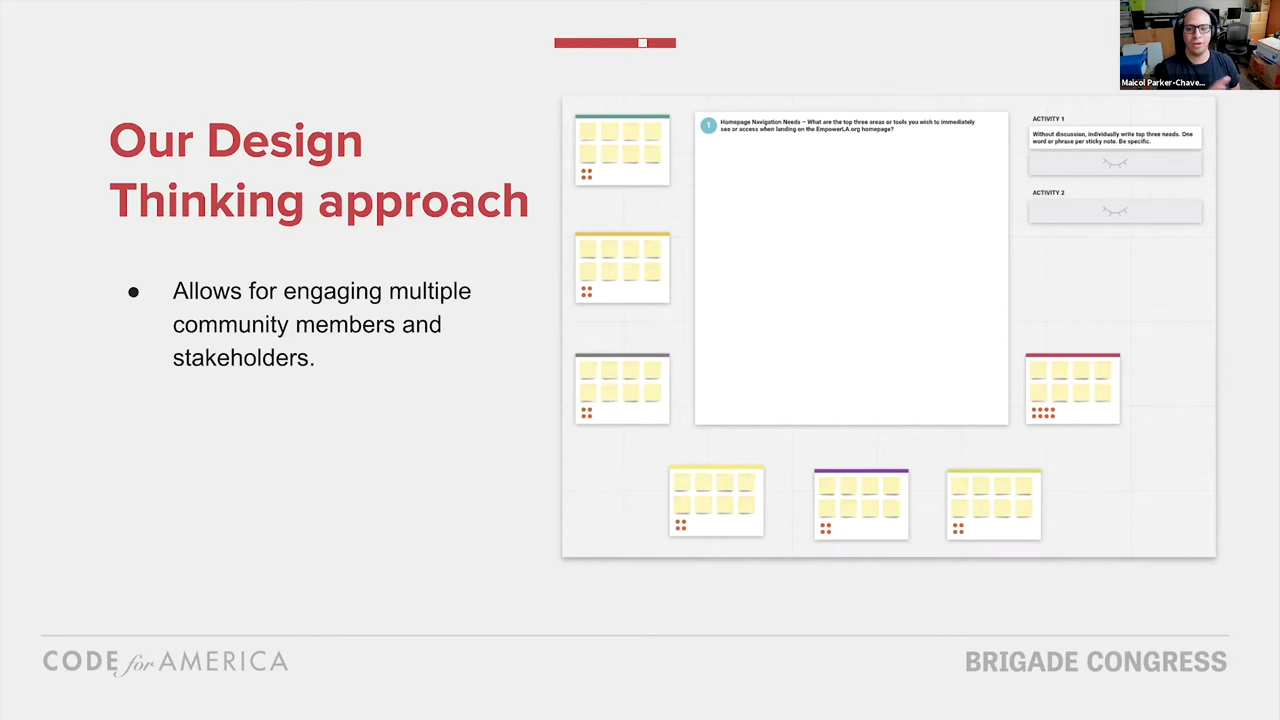 Maicol Parker-Chave...
Our Design
Thinking approach
● Allows for engaging multiple
community members and
stakeholders.
1
Homepage Navigation Needs – What are the top three areas or tools you wish to immediately
see or access when landing on the EmpowerLA.org homepage?
ACTIVITY 1
Without discussion, individually write top three needs. One
word or phrase per sticky note. Be specific.
ACTIVITY 2
CODE for AMERICA
BRIGADE CONGRESS